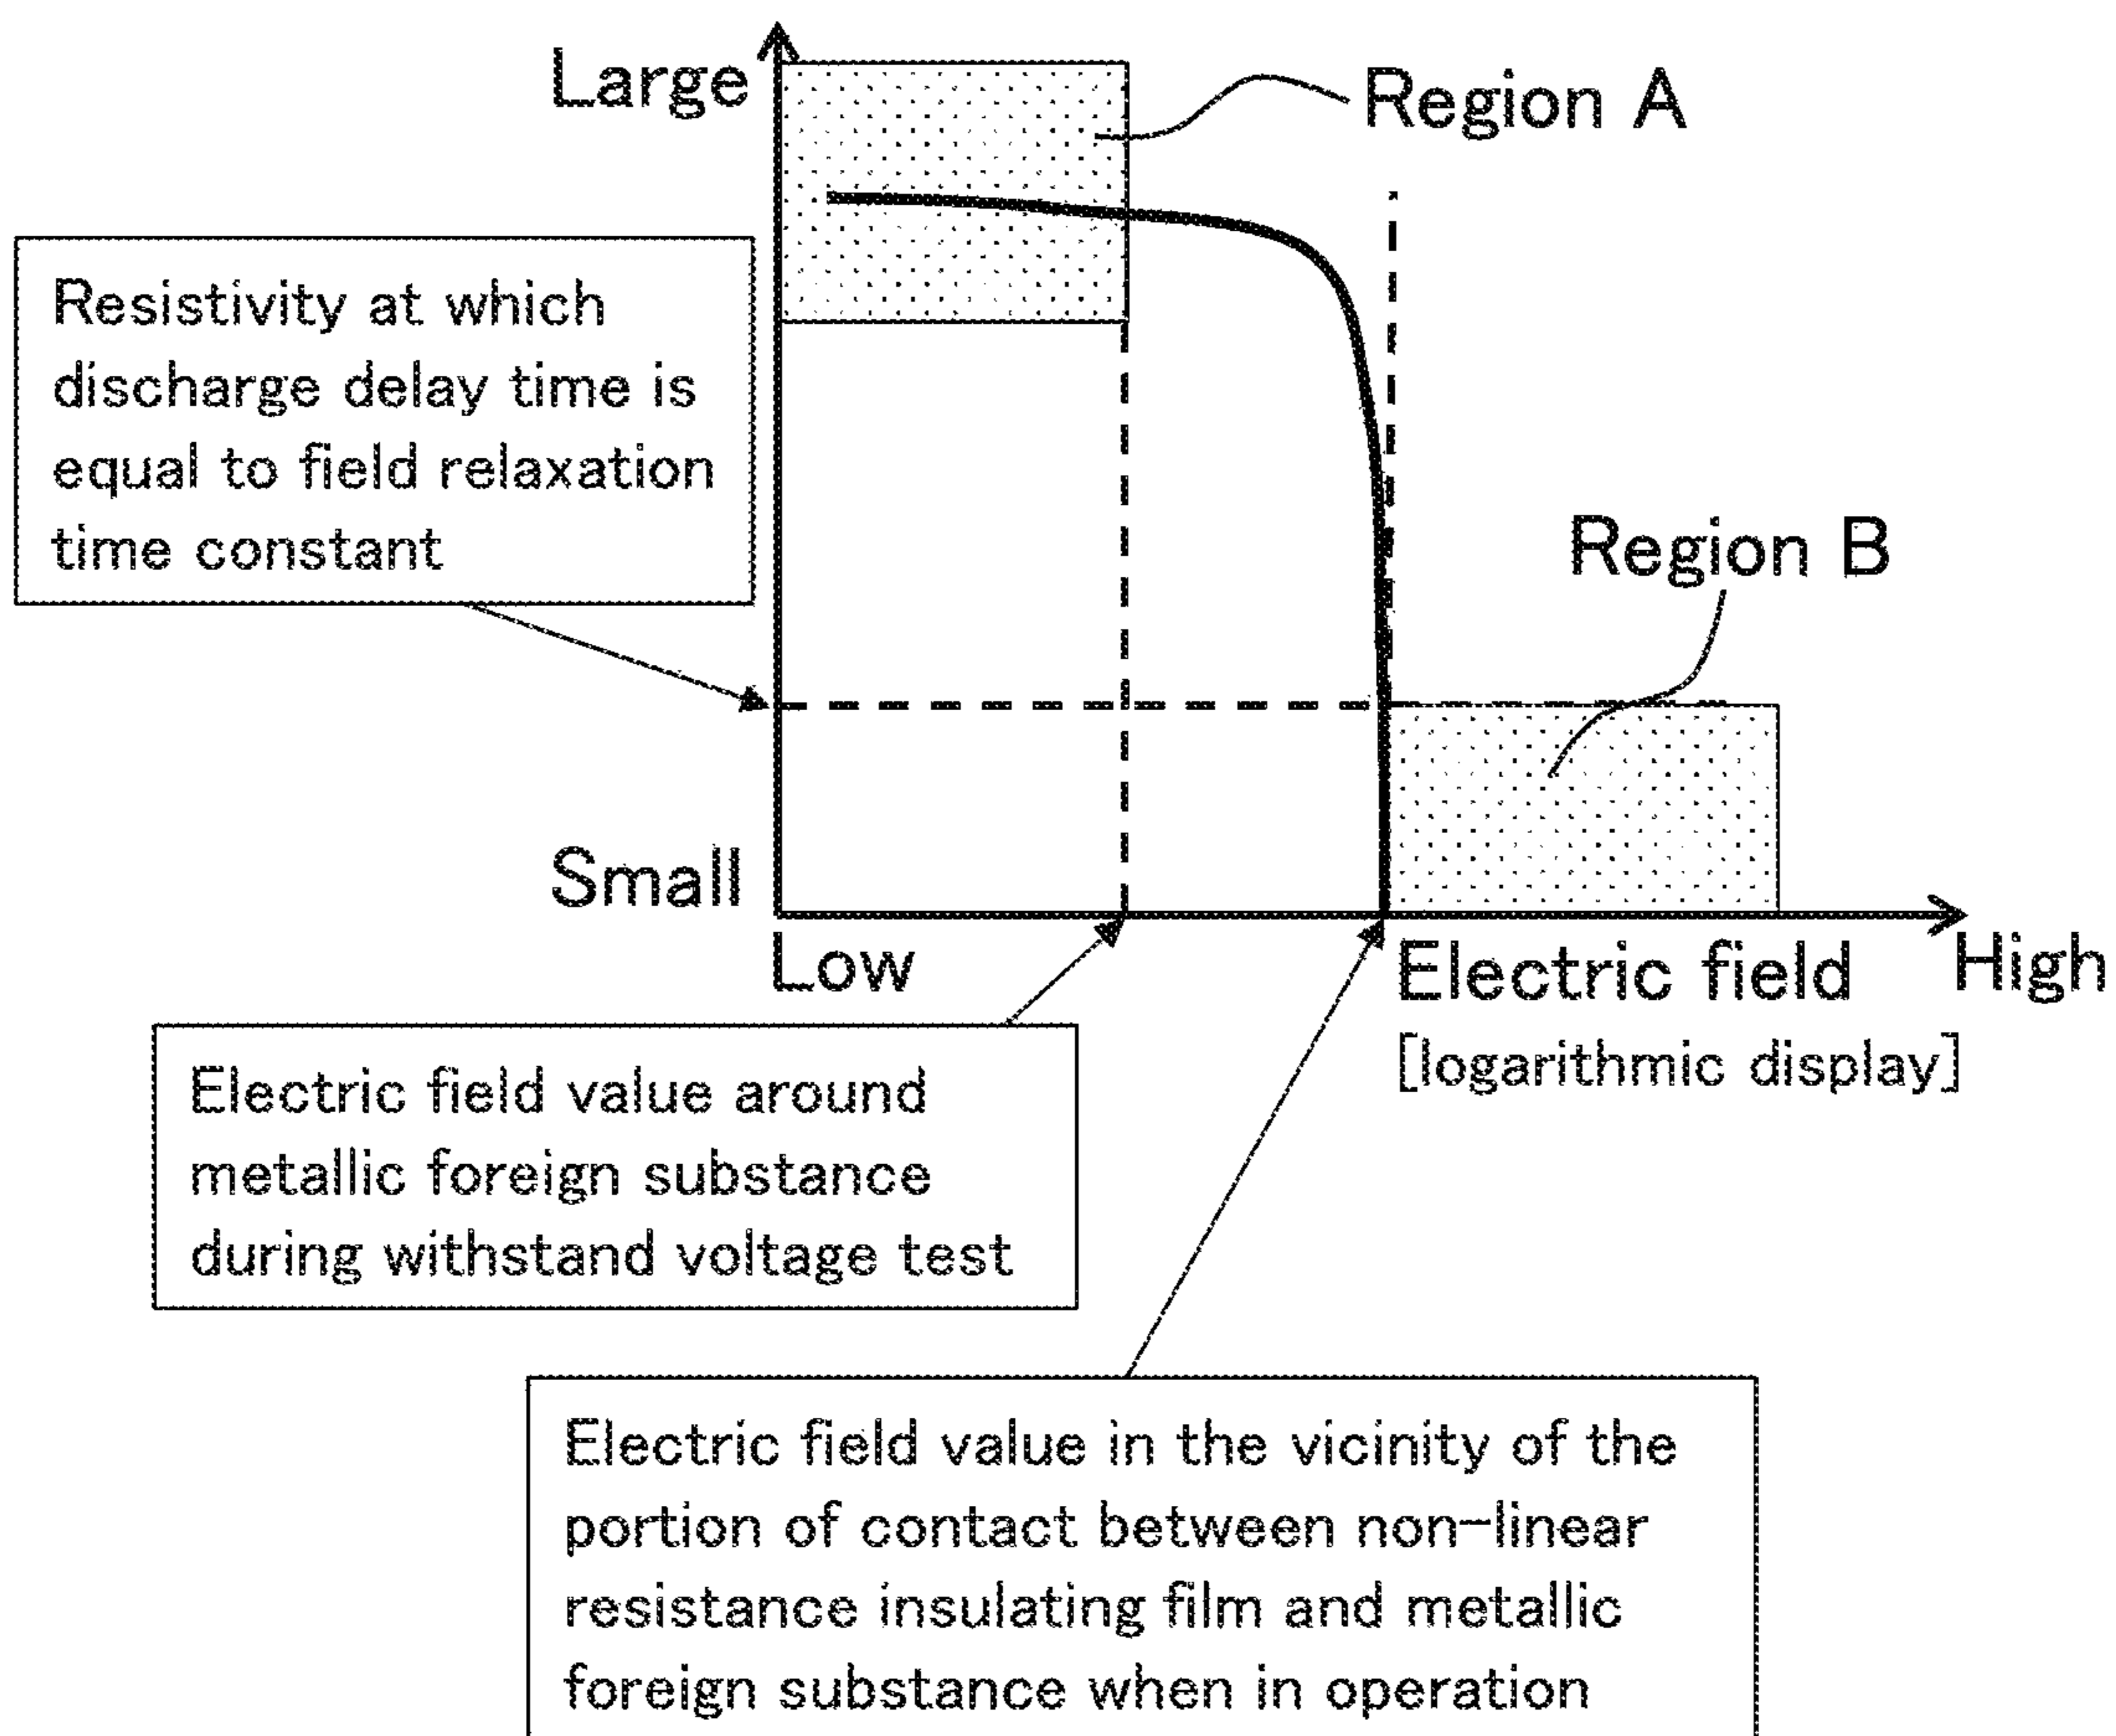 Large
Region A
Resistivity at which
discharge delay time is
equal to field relaxation
time constant
Region B
Small
Low
Electric field
High
[logarithmic display]
Electric field value around
metallic foreign substance
during withstand voltage test
Electric field value in the vicinity of the
portion of contact between non-linear
resistance insulating film and metallic
foreign substance when in operation